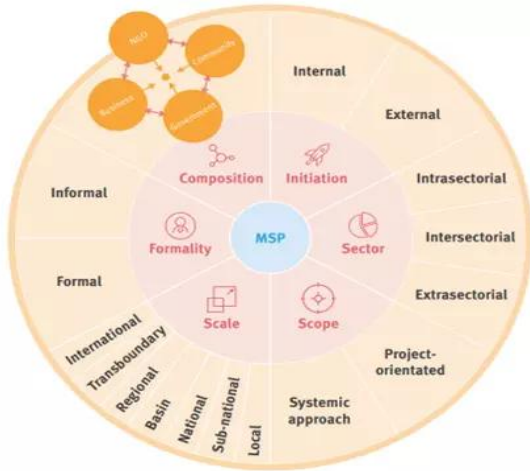 NGO
Community
Business
Government
Internal
External
Composition
Initiation
Intrasectorial
Informal
Formality
MSP
Sector
Intersectorial
Formal
Scale
Scope
Extrasectorial
International
Transboundary
Regional
Basin
National
Sub-national
Local
Systemic
approach
Project-
orientated